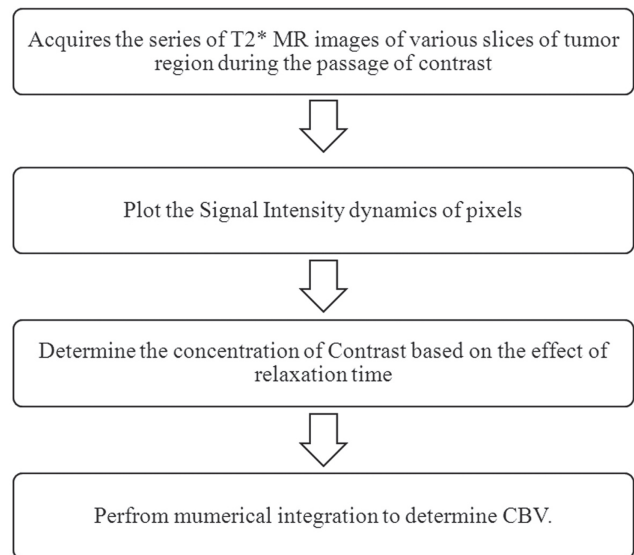 Acquires the series of T2* MR images of various slices of tumor
region during the passage of contrast
Plot the Signal Intensity dynamics of pixels
Determine the concentration of Contrast based on the effect of
relaxation time
Perfrom mumerical integration to determine CBV.